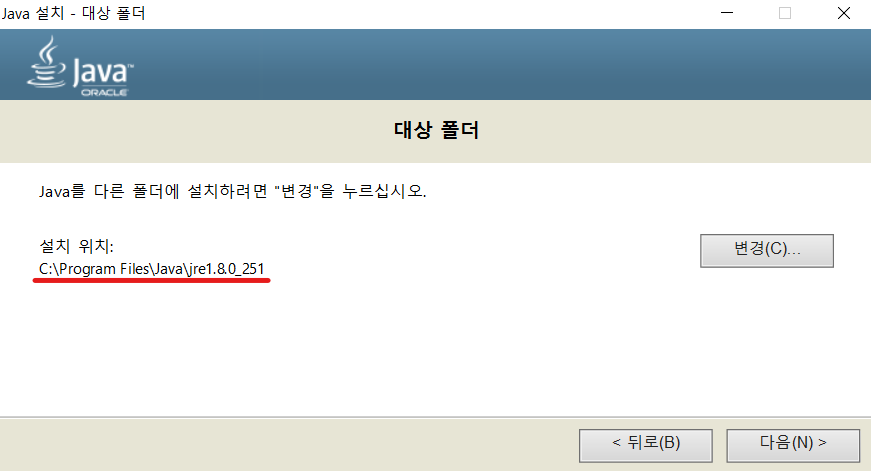 Java 설치 - 대상 폴더
Java™
ORACLE
대상 폴더
Java를 다른 폴더에 설치하려면 "변경"을 누르십시오.
설치 위치:
C:\Program Files\Java\jre1.8.0_251
변경(C)...
< 뒤로(B)
다음(N) >